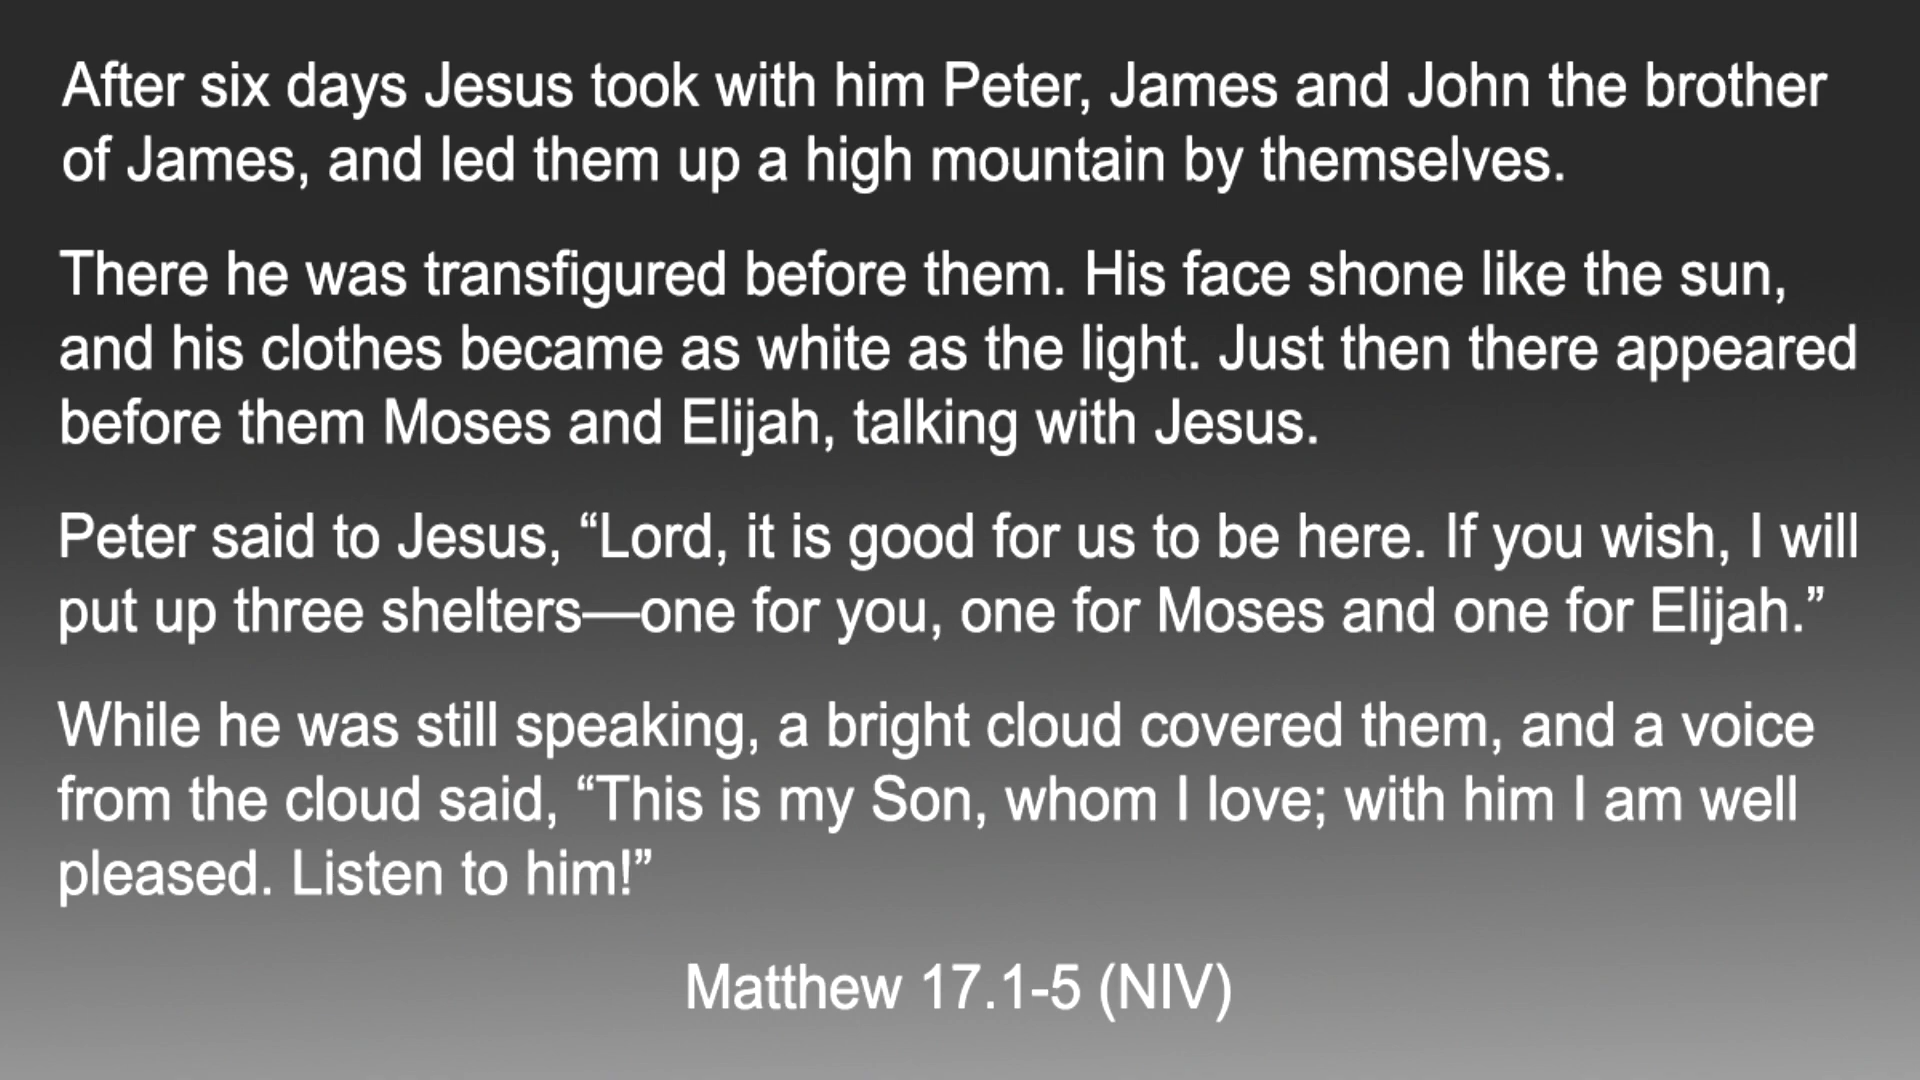 After six days Jesus took with him Peter, James and John the brother
of James, and led them up a high mountain by themselves.
There he was transfigured before them. His face shone like the sun,
and his clothes became as white as the light. Just then there appeared
before them Moses and Elijah, talking with Jesus.
Peter said to Jesus, “Lord, it is good for us to be here. If you wish, I will
put up three shelters—one for you, one for Moses and one for Elijah.”
While he was still speaking, a bright cloud covered them, and a voice
from the cloud said, “This is my Son, whom I love; with him I am well
pleased. Listen to him!”
Matthew 17.1-5 (NIV)